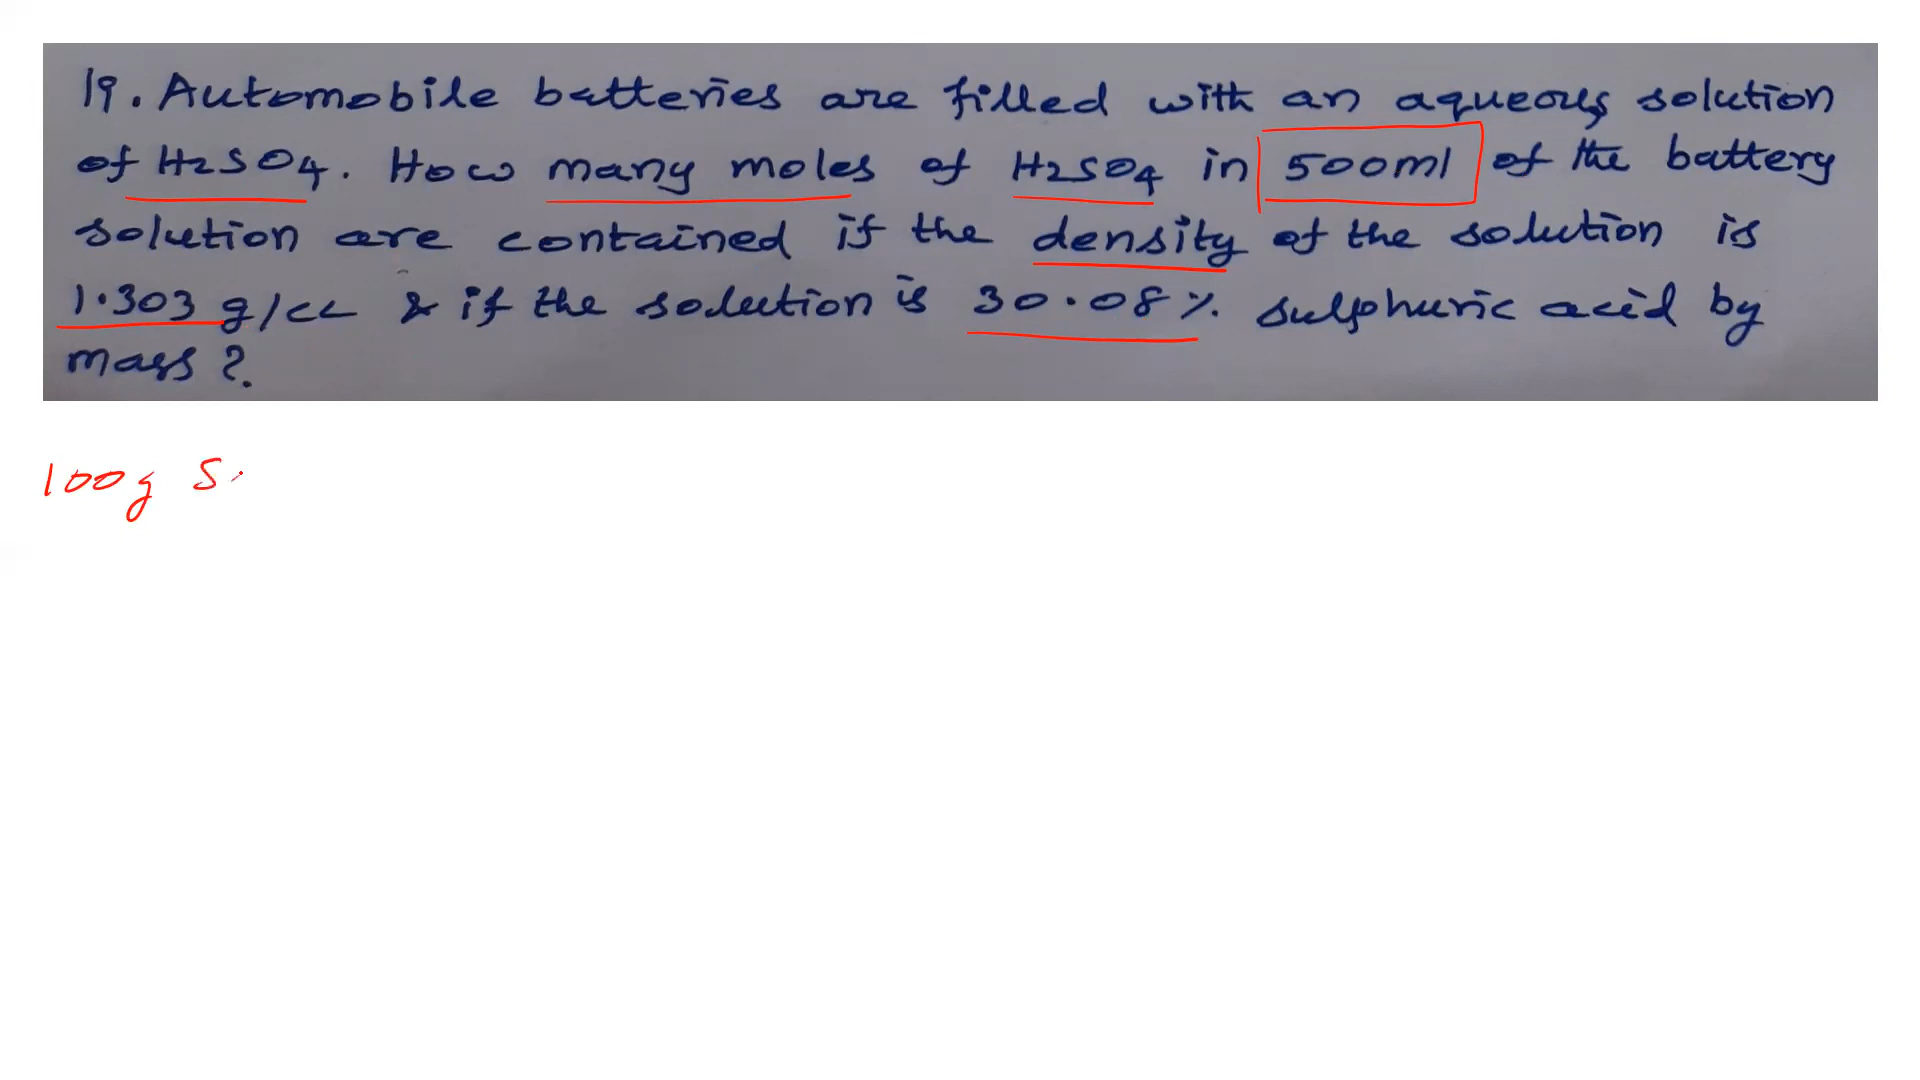 19. Automobile batteries are filled with an aqueous solution
of H2SO4. How many moles of H2SO4 in 500ml of the battery
solution are contained if the density of the solution is
1.303 g/cc & if the solution is 30.08% sulphuric acid by
mass?
100g S